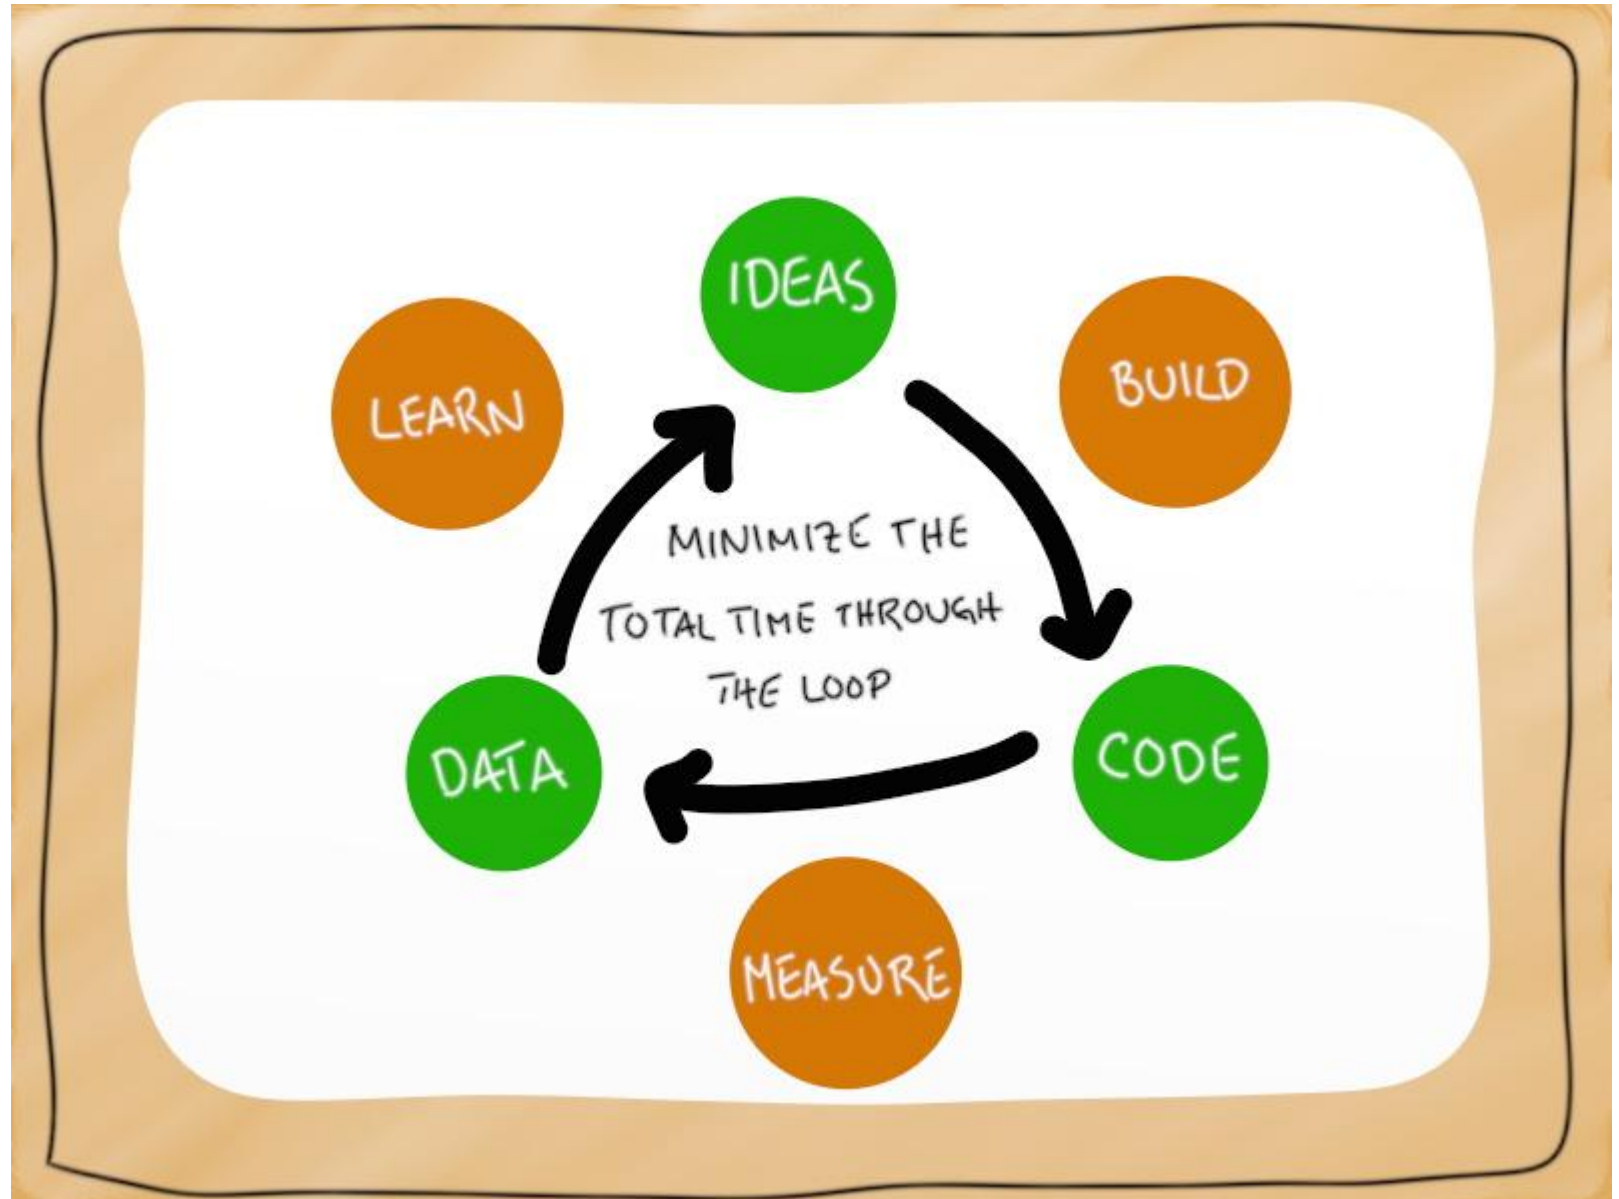 IDEAS
BUILD
LEARN
MINIMIZE THE
TOTAL TIME THROUGH
THE LOOP
DATA
CODE
MEASURE